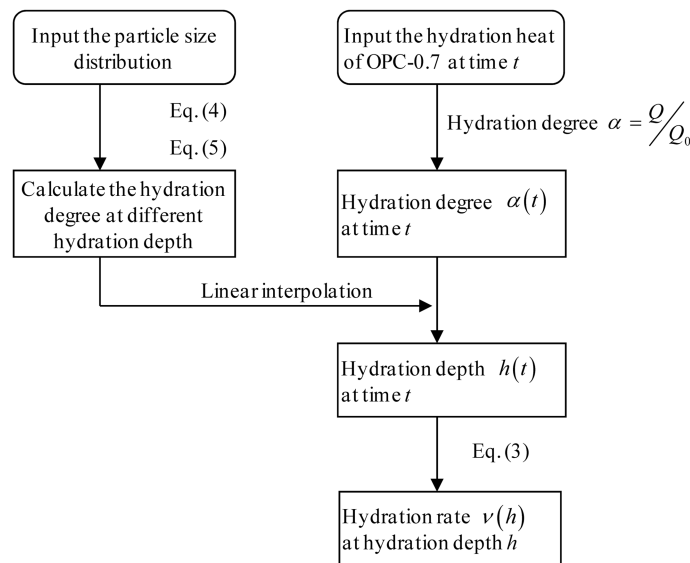 Input the particle size
distribution
Input the hydration heat
of OPC-0.7 at time t
Eq. (4)
Eq. (5)
Hydration degree α = Q/Q₀
Calculate the hydration
degree at different
hydration depth
Hydration degree α(t)
at time t
Linear interpolation
Hydration depth h(t)
at time t
Eq. (3)
Hydration rate ν(h)
at hydration depth h